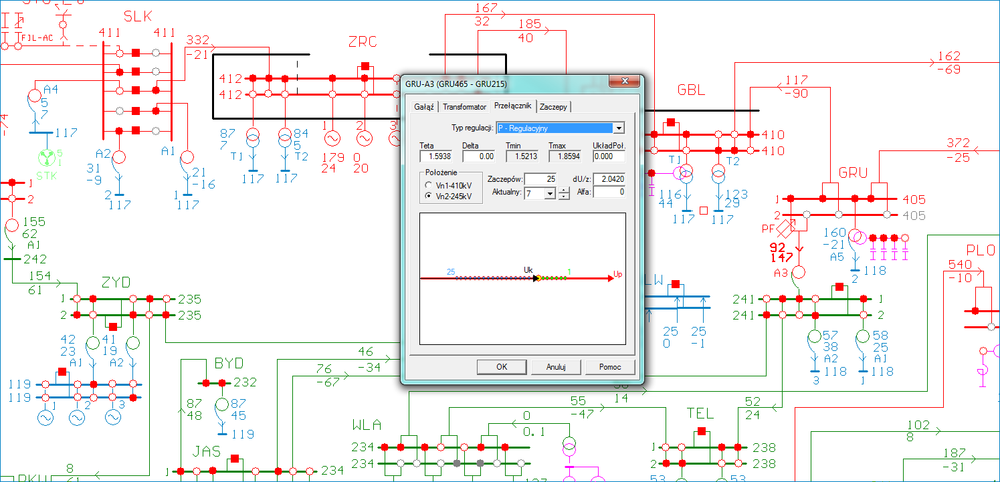 SLK
411
411
FJL-AC
332
-21
A4
5
7
117
5
1
STK
A2
31
-9
117
2
A1
21
-16
117
1
ZRC
412
412
87
7
T1
117
84
5
T2
117
1
2
3
179
24
0
20
167
32
185
40
162
-69
GBL
117
-90
410
410
T1
T2
116
44
117
123
29
117
372
-25
GRU
1
2
405
405
PF
92
147
A3
160
-21
A5
118
2
PLO
540
-10
LW
25
0
25
-1
241
241
1
2
57
38
A2
118
3
58
25
A1
118
1
GRU-A3 (GRU465 - GRU215)
Gałąź
Transformator
Przełącznik
Zaczepy
Typ regulacji:
P - Regulacyjny
Teta
Delta
Tmin
Tmax
UkładPoł.
1.5938
0.00
1.5213
1.8594
0.000
Położenie
Vn1-410kV
Vn2-245kV
Zaczepów:
25
dU/z:
2.0420
Aktualny:
7
Alfa:
0
25
Uk
1
Up
OK
Anuluj
Pomoc
1
2
155
62
A1
242
154
61
ZYD
1
2
235
235
42
23
A1
41
19
A2
119
119
1
2
3
BYD
232
87
48
87
45
119
46
-34
76
-67
JAS
1
234
8
WLA
234
234
55
-47
0
0.1
14
TEL
1
2
238
238
52
24
53
53
102
8
187
-31